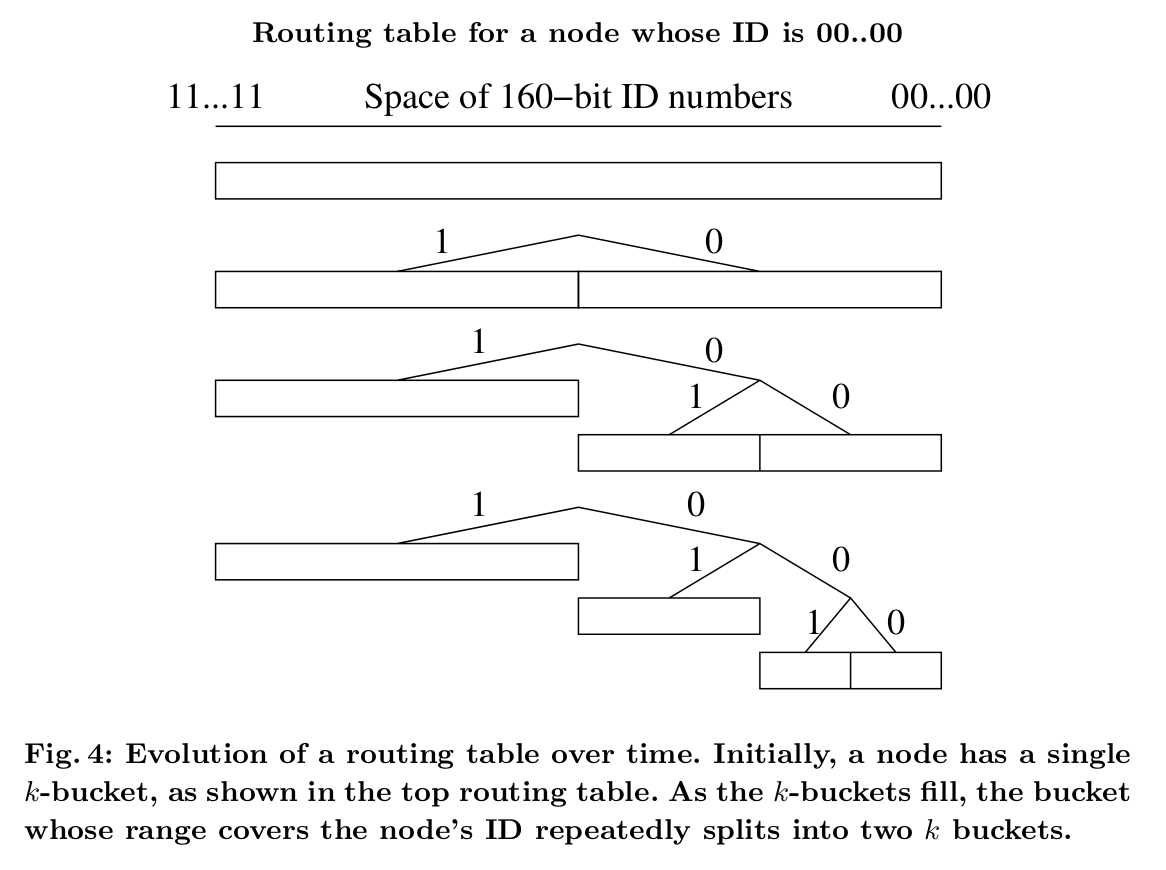 Routing table for a node whose ID is 00..00
11...11 Space of 160−bit ID numbers 00...00
1 0
1 0
1 0
1 0
1 0
1 0
Fig. 4: Evolution of a routing table over time. Initially, a node has a single
k-bucket, as shown in the top routing table. As the k-buckets fill, the bucket
whose range covers the node's ID repeatedly splits into two k buckets.